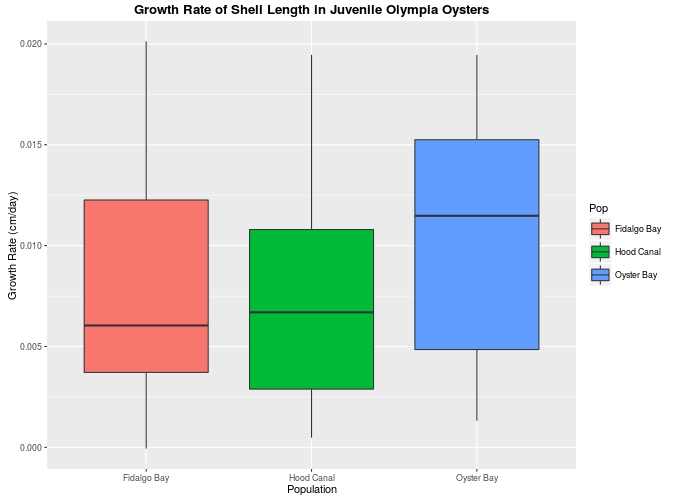 Growth Rate of Shell Length in Juvenile Olympia Oysters
Growth Rate (cm/day)
0.020
0.015
0.010
0.005
0.000
Fidalgo Bay
Hood Canal
Oyster Bay
Population
Pop
Fidalgo Bay
Hood Canal
Oyster Bay